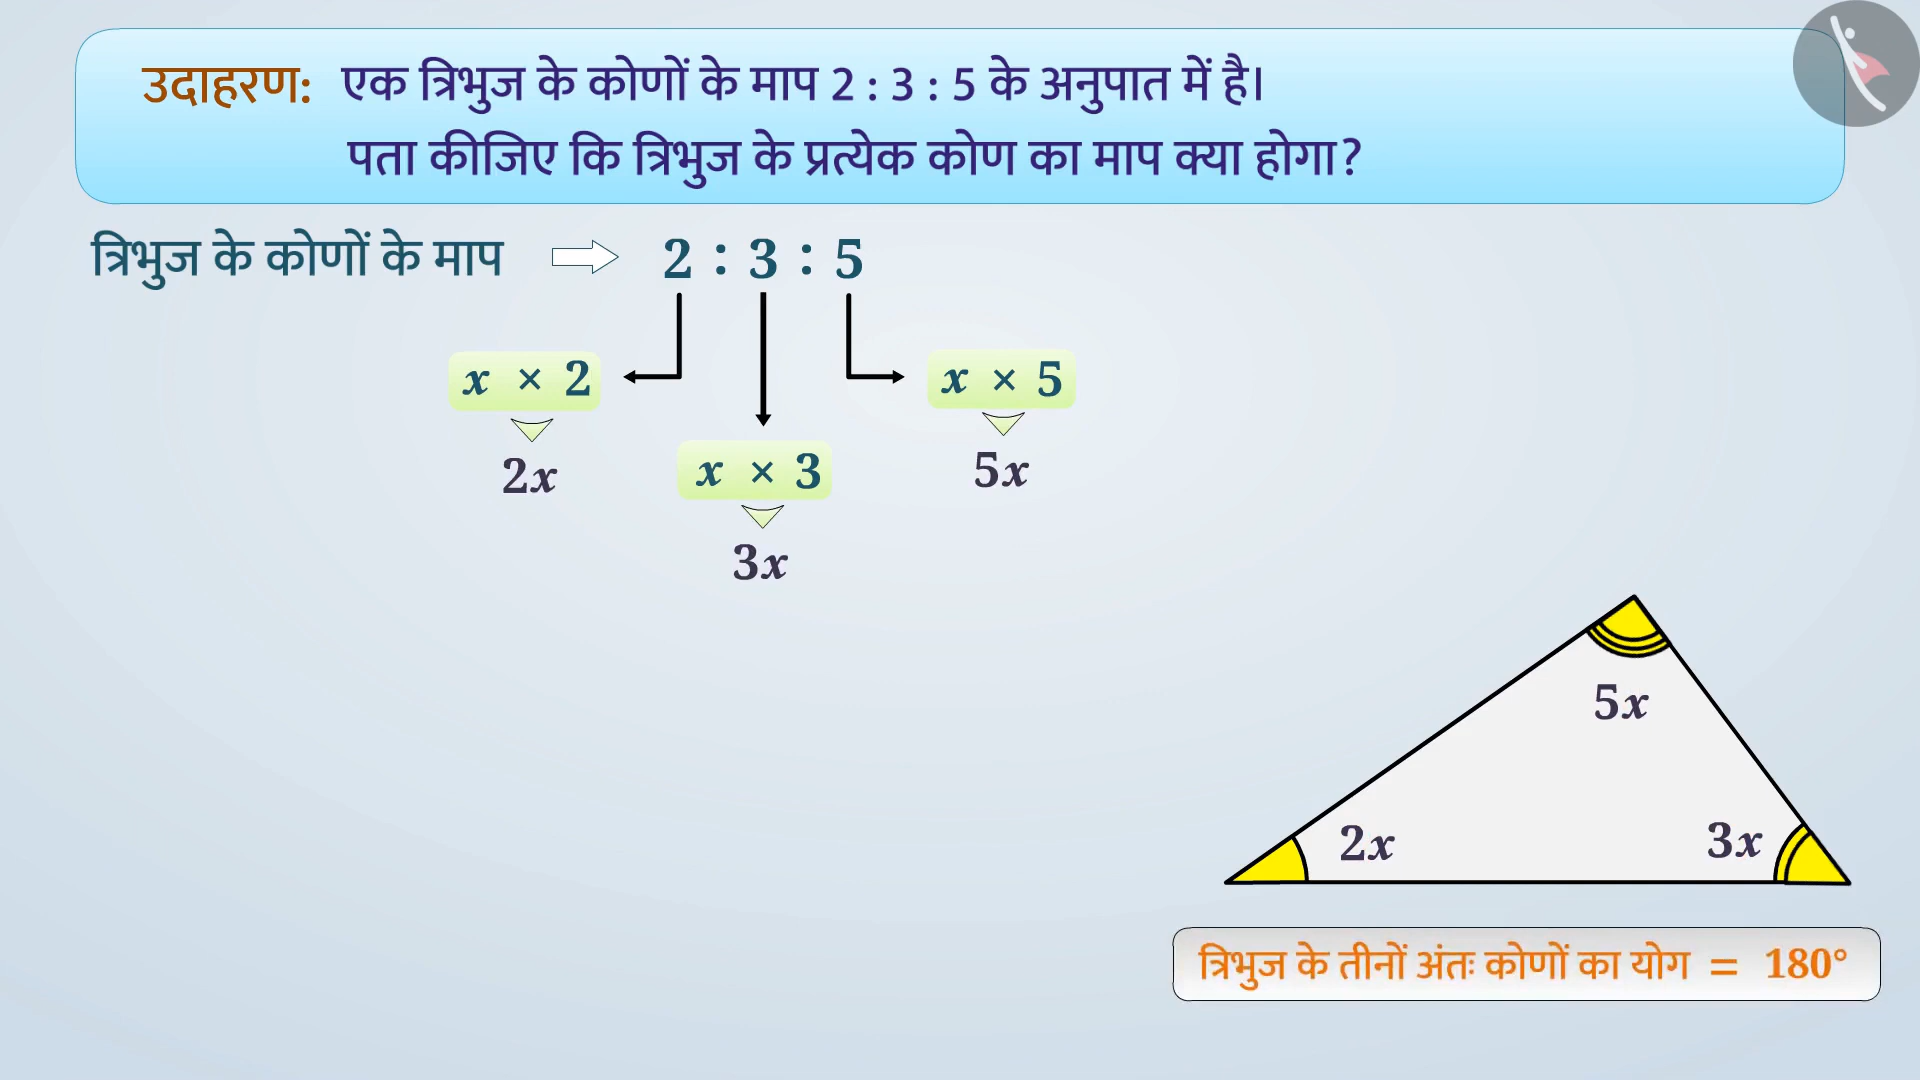 उदाहरण: एक त्रिभुज के कोणों के माप 2 : 3 : 5 के अनुपात में है।
पता कीजिए कि त्रिभुज के प्रत्येक कोण का माप क्या होगा?
त्रिभुज के कोणों के माप 2 : 3 : 5
x × 2
x × 5
2x
x × 3
5x
3x
5x
2x
3x
त्रिभुज के तीनों अंतः कोणों का योग = 180°